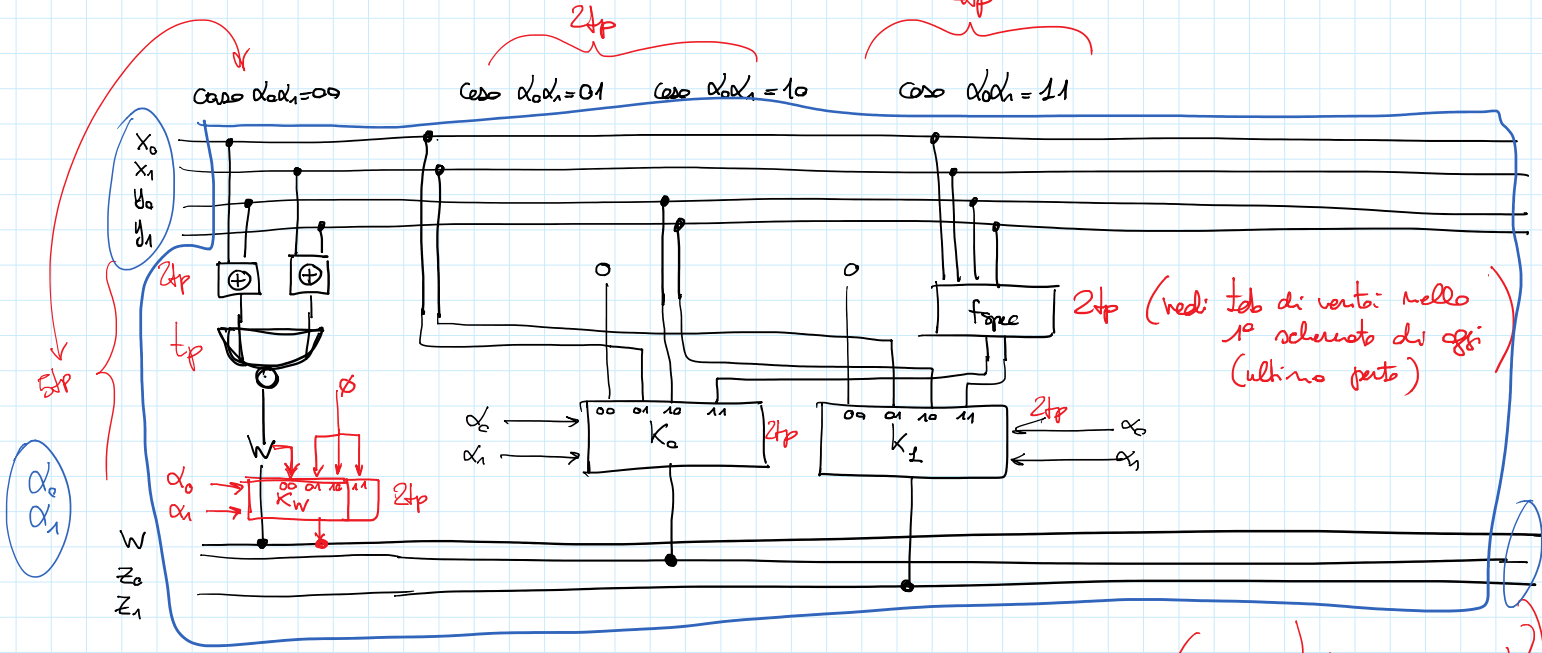 2tp
caso α₀α₁=00
caso α₀α₁=01
caso α₀α₁=10
caso α₀α₁=11
X₀
X₁
y₀
y₁
2tp
⊕
⊕
0
0
fspec
2tp (vedi tab di verità nello
1° schemato di oggi
(ultima parte)
tp
5tp
Ø
00 01 10 11
00 01 10 11
α₀
α₁
K₀
2tp
K₁
2tp
α₀
α₁
W
α₀
α₁
α₀
α₁
00 01 10 11
KW
2tp
W
Z₀
Z₁